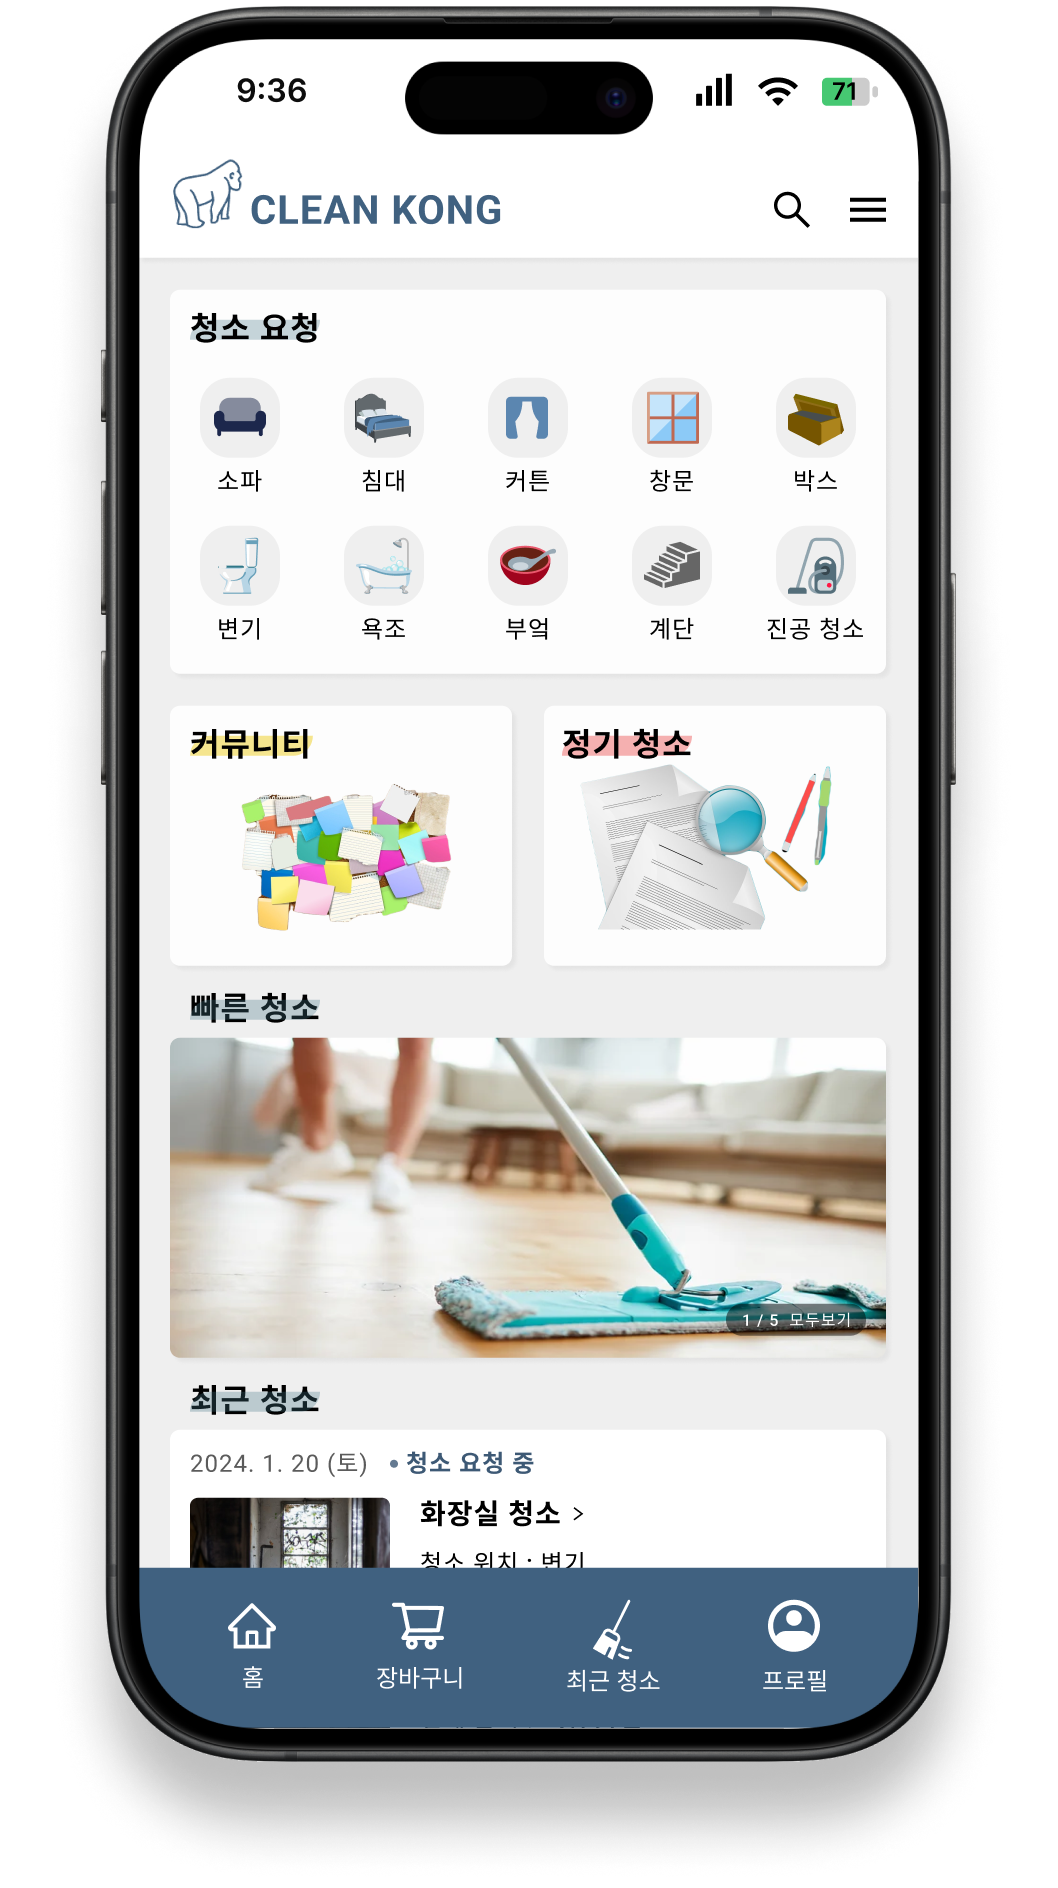 9:36
71
CLEAN KONG
청소 요청
소파 침대 커튼 창문 박스
변기 욕조 부엌 계단 진공 청소
커뮤니티 정기 청소
빠른 청소
1 / 5 모두보기
최근 청소
2024. 1. 20 (토) • 청소 요청 중
화장실 청소 >
청소 위치 : 변기
홈 장바구니 최근 청소 프로필